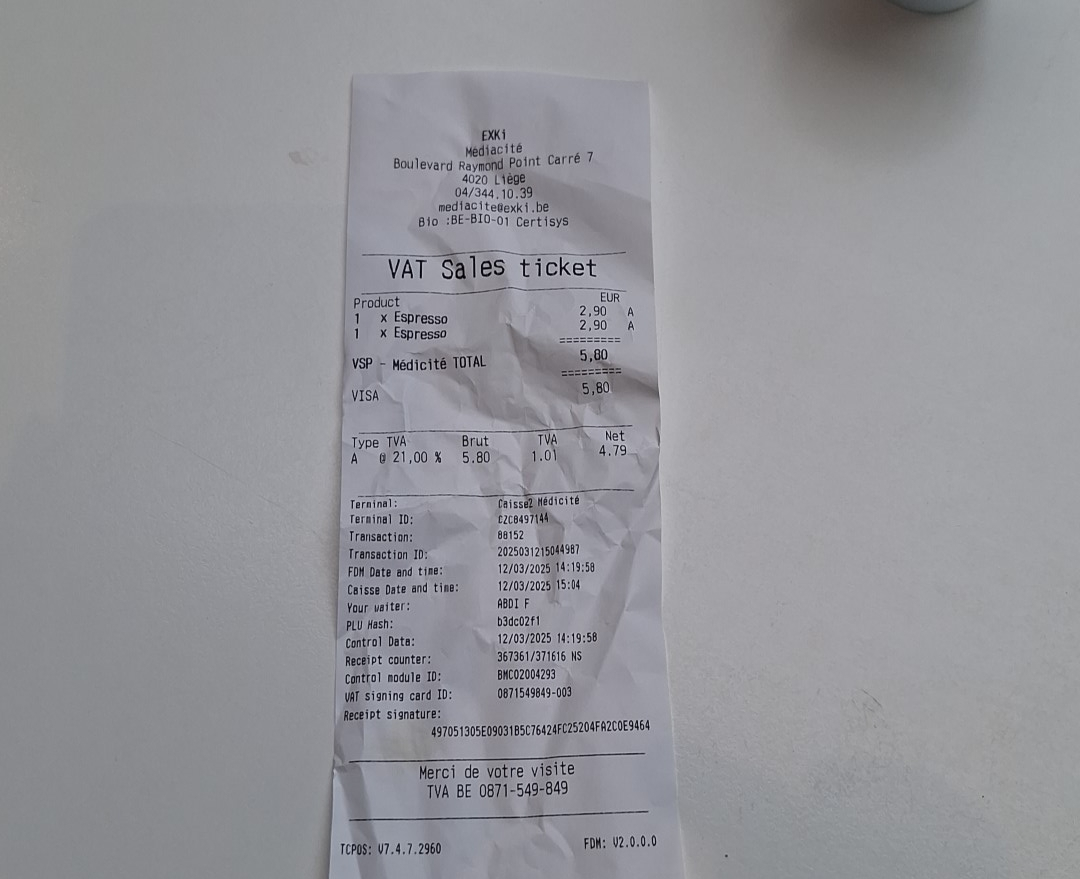 EXKi
Médiacité
Boulevard Raymond Point Carré 7
4020 Liège
04/344.10.39
mediacite@exki.be
Bio :BE-BIO-01 Certisys
VAT Sales ticket
Product EUR
1 x Espresso 2,90 A
1 x Espresso 2,90 A
=========
VSP - Médicité TOTAL 5,80
=========
VISA 5,80
Type TVA Brut TVA Net
A @ 21,00 % 5.80 1.01 4.79
Terminal: Caisse2 Médicité
Terminal ID: CZC8497144
Transaction: 88152
Transaction ID: 2025031215044987
FDM Date and time: 12/03/2025 14:19:58
Caisse Date and time: 12/03/2025 15:04
Your waiter: ABDI F
PLU Hash: b3dc02f1
Control Data: 12/03/2025 14:19:58
Receipt counter: 367361/371616 NS
Control module ID: BMC02004293
VAT signing card ID: 0871549849-003
Receipt signature:
497051305E09031B5C76424FC25204FA2C0E9464
Merci de votre visite
TVA BE 0871-549-849
TCPOS: V7.4.7.2960 FDM: V2.0.0.0